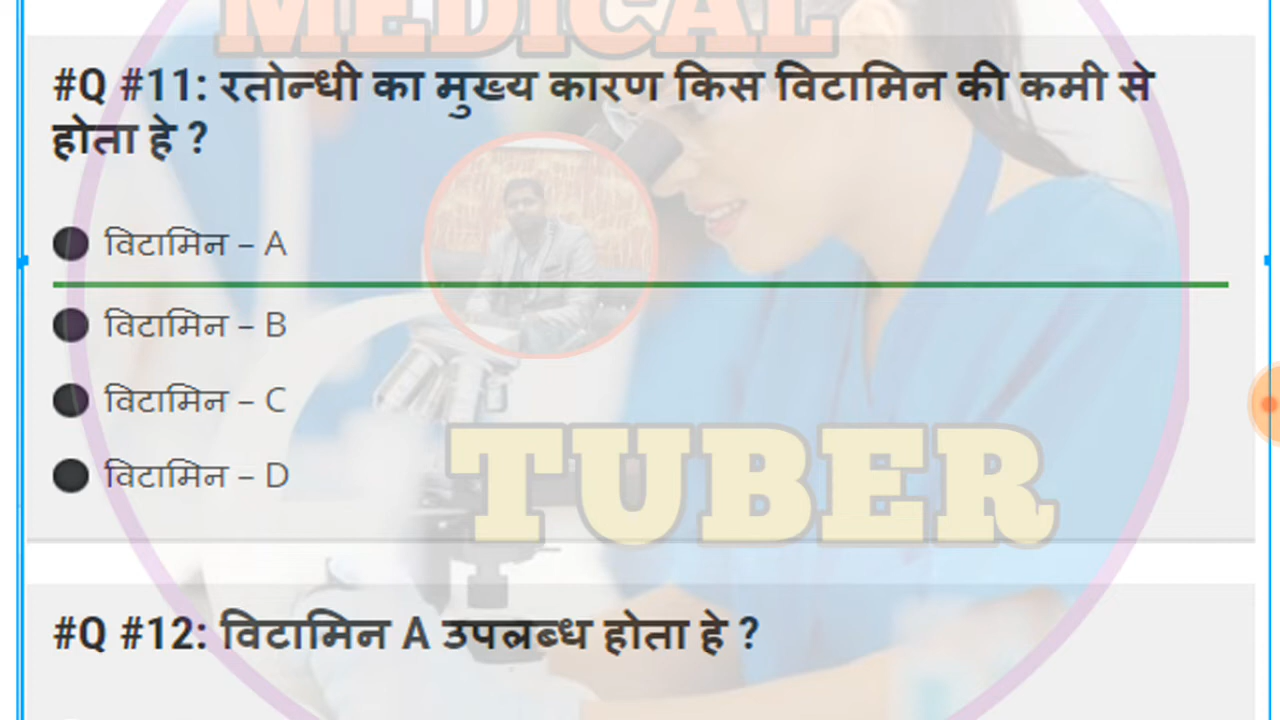 MEDICAL
#Q #11: रतोन्धी का मुख्य कारण किस विटामिन की कमी से
होता हे ?
विटामिन – A
विटामिन – B
विटामिन – C
विटामिन – D
TUBER
#Q #12: विटामिन A उपलब्ध होता हे ?